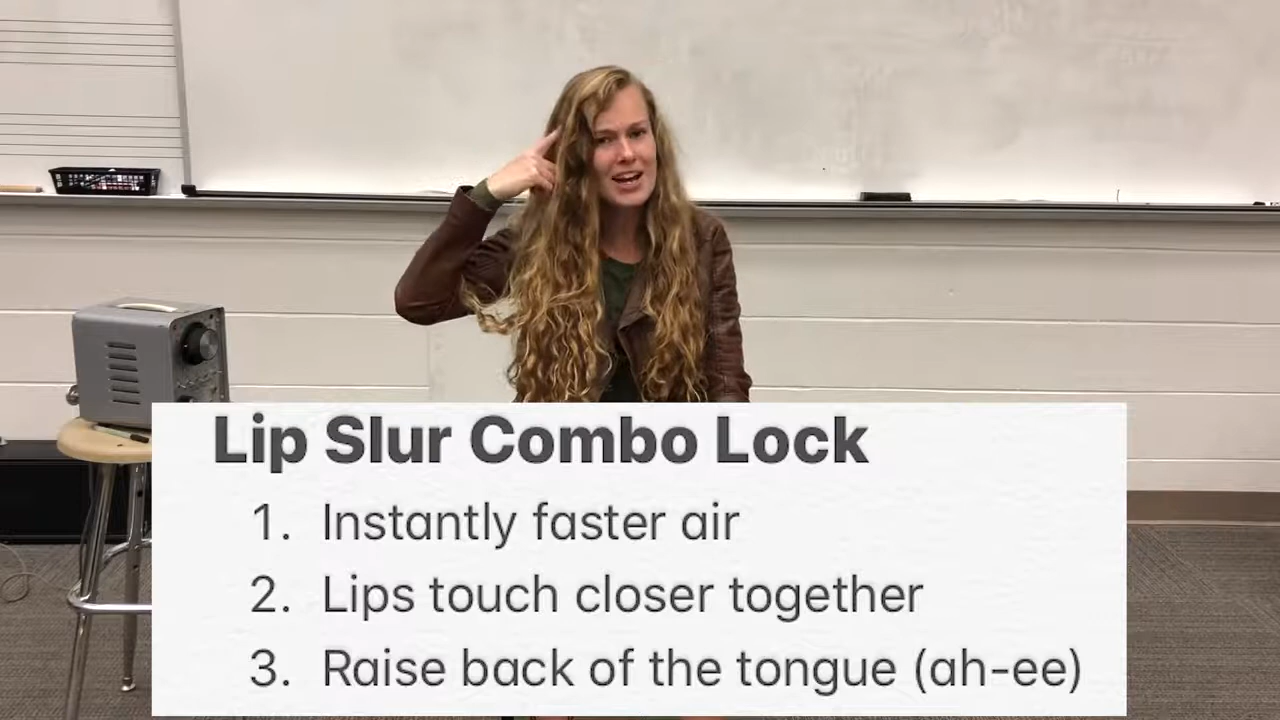 Lip Slur Combo Lock
1. Instantly faster air
2. Lips touch closer together
3. Raise back of the tongue (ah-ee)